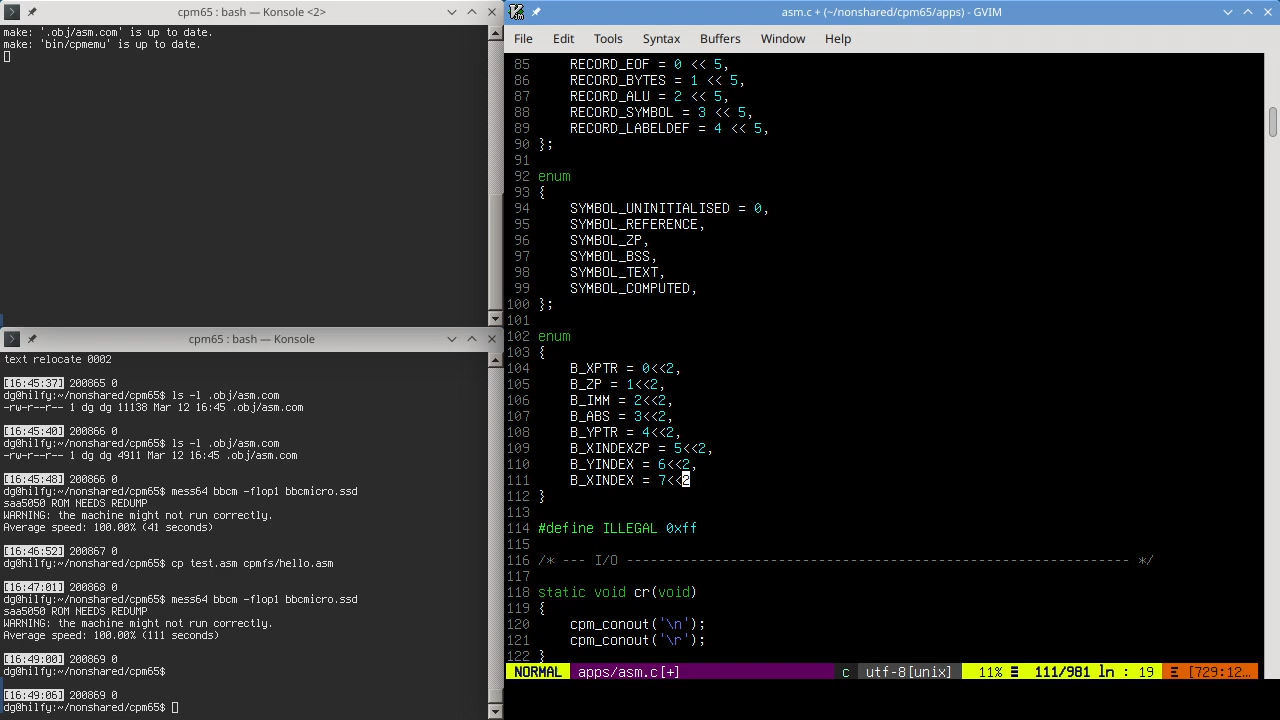 cpm65 : bash — Konsole <2>
make: '.obj/asm.com' is up to date.
make: 'bin/cpmemu' is up to date.
cpm65 : bash — Konsole
text relocate 0002
[16:45:37] 200865 0
dg@hilfy:~/nonshared/cpm65$ ls -l .obj/asm.com
-rw-r--r-- 1 dg dg 11138 Mar 12 16:45 .obj/asm.com
[16:45:40] 200866 0
dg@hilfy:~/nonshared/cpm65$ ls -l .obj/asm.com
-rw-r--r-- 1 dg dg 4911 Mar 12 16:45 .obj/asm.com
[16:45:48] 200866 0
dg@hilfy:~/nonshared/cpm65$ mess64 bbcm -flop1 bbcmicro.ssd
saa5050 ROM NEEDS REDUMP
WARNING: the machine might not run correctly.
Average speed: 100.00% (41 seconds)
[16:46:52] 200867 0
dg@hilfy:~/nonshared/cpm65$ cp test.asm cpmfs/hello.asm
[16:47:01] 200868 0
dg@hilfy:~/nonshared/cpm65$ mess64 bbcm -flop1 bbcmicro.ssd
saa5050 ROM NEEDS REDUMP
WARNING: the machine might not run correctly.
Average speed: 100.00% (111 seconds)
[16:49:00] 200869 0
dg@hilfy:~/nonshared/cpm65$
[16:49:06] 200869 0
dg@hilfy:~/nonshared/cpm65$
asm.c + (~/nonshared/cpm65/apps) - GVIM
File Edit Tools Syntax Buffers Window Help
85 RECORD_EOF = 0 << 5,
86 RECORD_BYTES = 1 << 5,
87 RECORD_ALU = 2 << 5,
88 RECORD_SYMBOL = 3 << 5,
89 RECORD_LABELDEF = 4 << 5,
90 };
91
92 enum
93 {
94 SYMBOL_UNINITIALISED = 0,
95 SYMBOL_REFERENCE,
96 SYMBOL_ZP,
97 SYMBOL_BSS,
98 SYMBOL_TEXT,
99 SYMBOL_COMPUTED,
100 };
101
102 enum
103 {
104 B_XPTR = 0<<2,
105 B_ZP = 1<<2,
106 B_IMM = 2<<2,
107 B_ABS = 3<<2,
108 B_YPTR = 4<<2,
109 B_XINDEXZP = 5<<2,
110 B_YINDEX = 6<<2,
111 B_XINDEX = 7<<2
112 }
113
114 #define ILLEGAL 0xff
115
116 /* --- I/O --------------------------------------------------------------- */
117
118 static void cr(void)
119 {
120 cpm_conout('\n');
121 cpm_conout('\r');
122 }
NORMAL apps/asm.c[+] c utf-8[unix] 11% ☰ 111/981 ln : 19 Ξ [729:12...